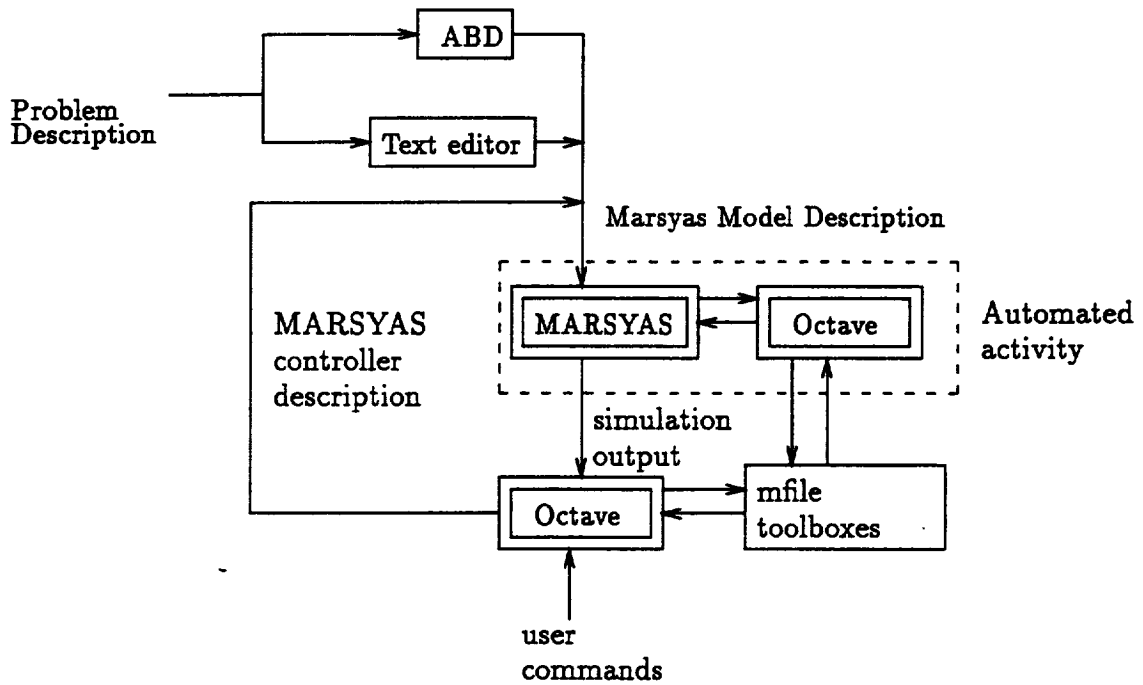 ABD
Problem
Description
Text editor
Marsyas Model Description
MARSYAS
controller
description
MARSYAS
Octave
Automated
activity
simulation
output
Octave
mfile
toolboxes
user
commands